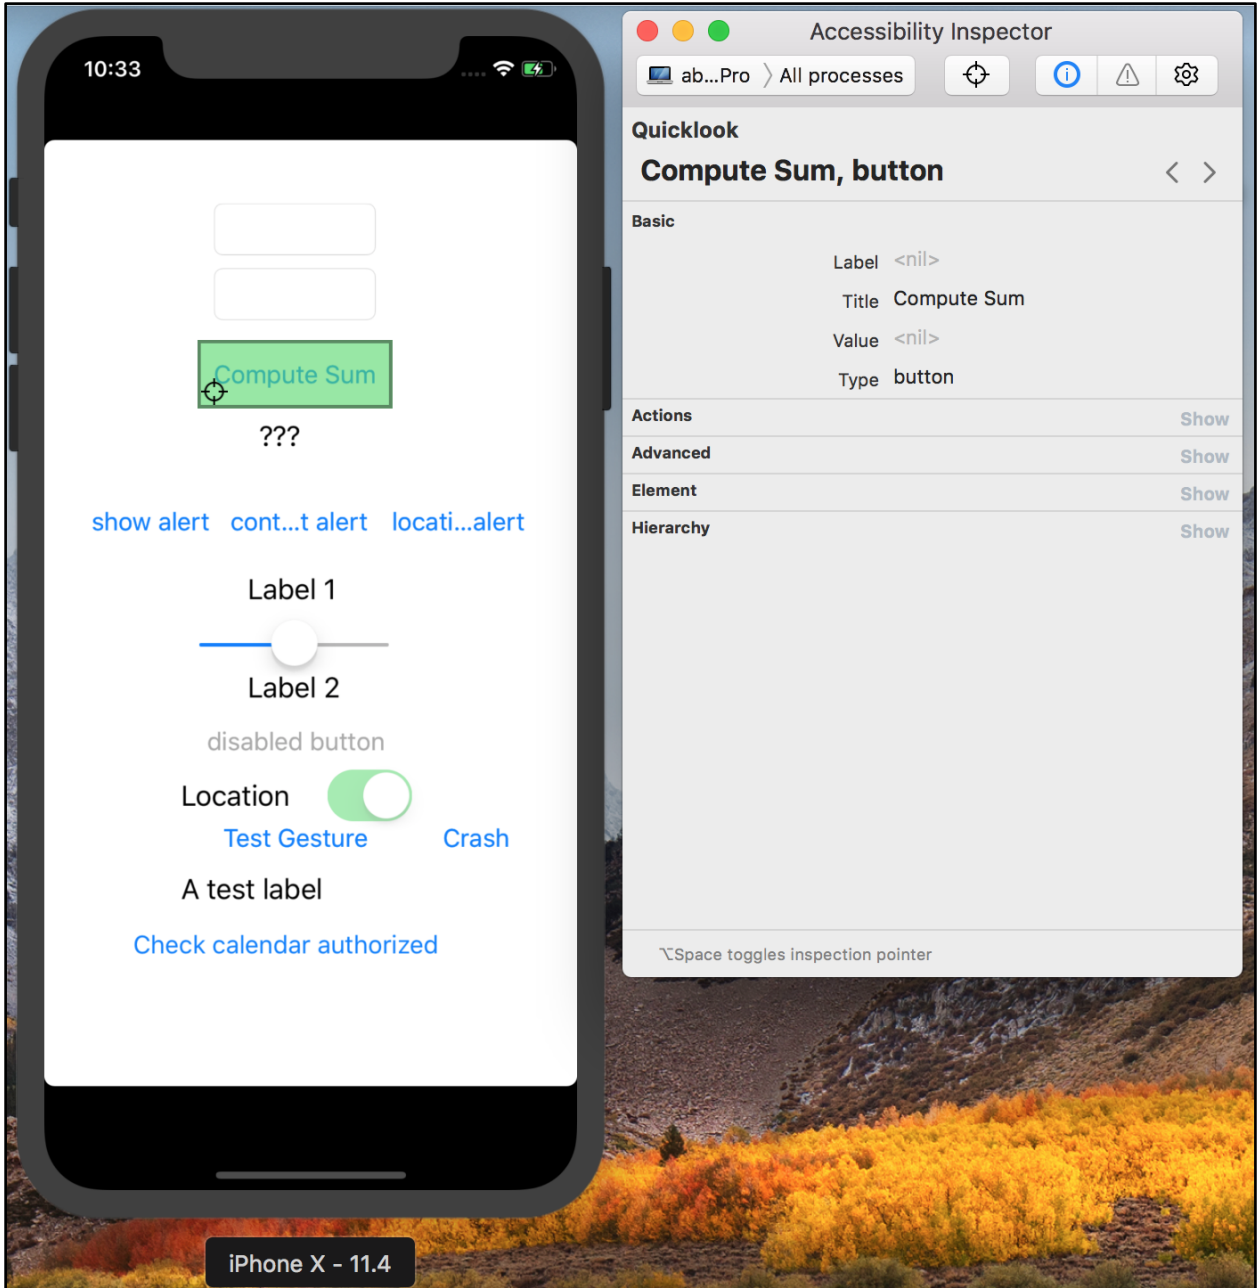 10:33
Compute Sum
???
show alert cont...t alert locati...alert
Label 1
Label 2
disabled button
Location
Test Gesture Crash
A test label
Check calendar authorized
iPhone X - 11.4
Accessibility Inspector
ab...Pro 〉 All processes
Quicklook
Compute Sum, button
Basic
Label <nil>
Title Compute Sum
Value <nil>
Type button
Actions Show
Advanced Show
Element Show
Hierarchy Show
⌥Space toggles inspection pointer